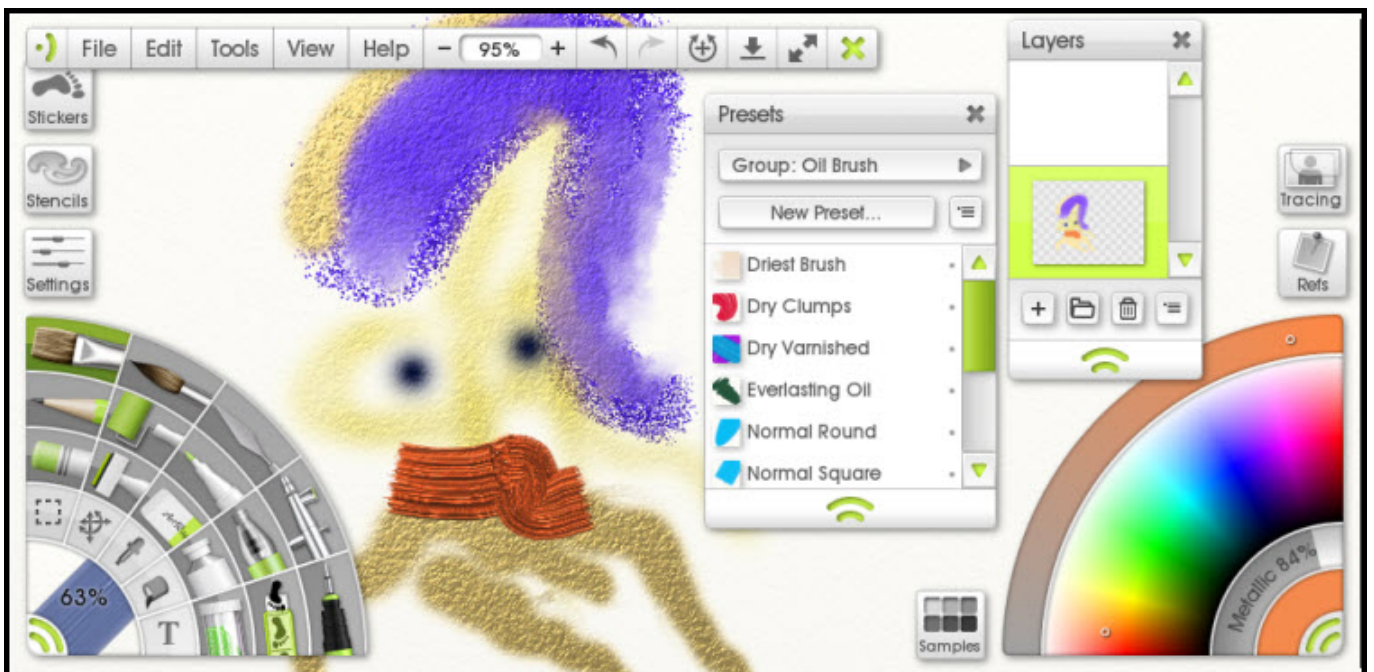 File Edit Tools View Help − 95% +
Stickers
Stencils
Settings
Presets
Group: Oil Brush
New Preset...
Driest Brush
Dry Clumps
Dry Varnished
Everlasting Oil
Normal Round
Normal Square
Layers
Tracing
Refs
63%
T
Samples
Metallic 84%